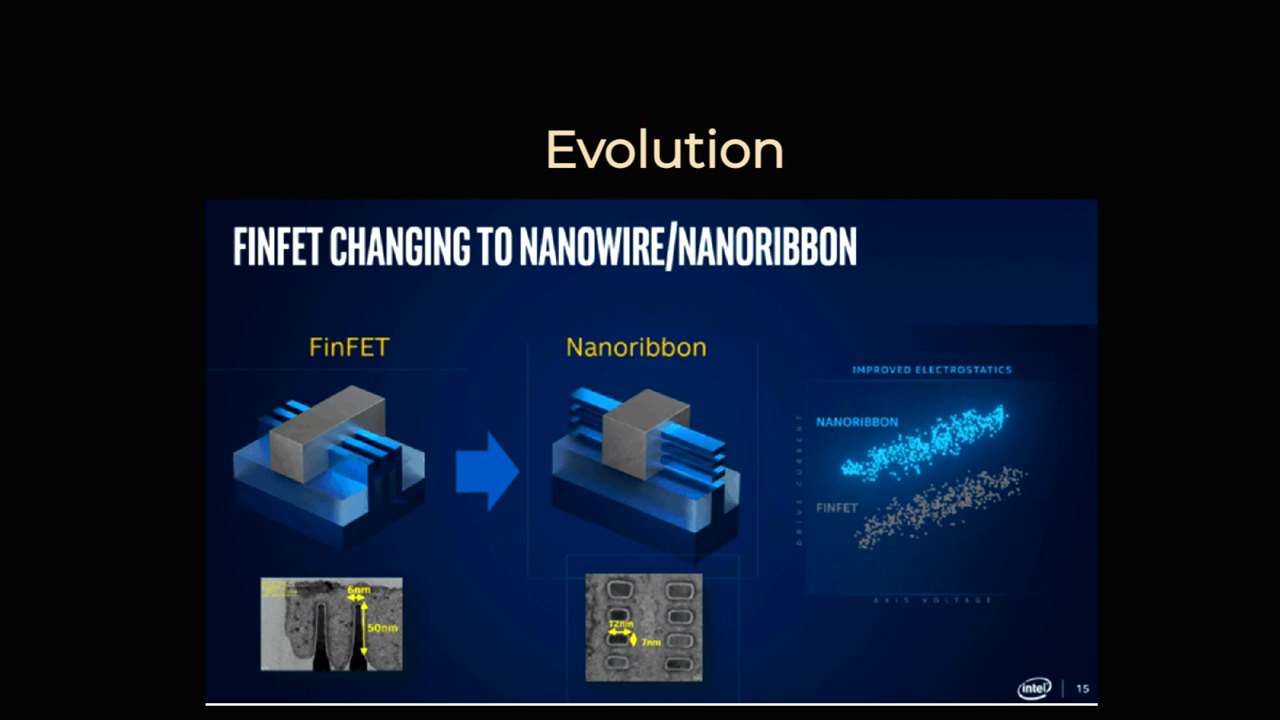 Evolution
FINFET CHANGING TO NANOWIRE/NANORIBBON
FinFET
Nanoribbon
IMPROVED ELECTROSTATICS
NANORIBBON
FINFET
DRIVE CURRENT
AXIS VOLTAGE
6nm
50nm
12nm
7nm
intel
15